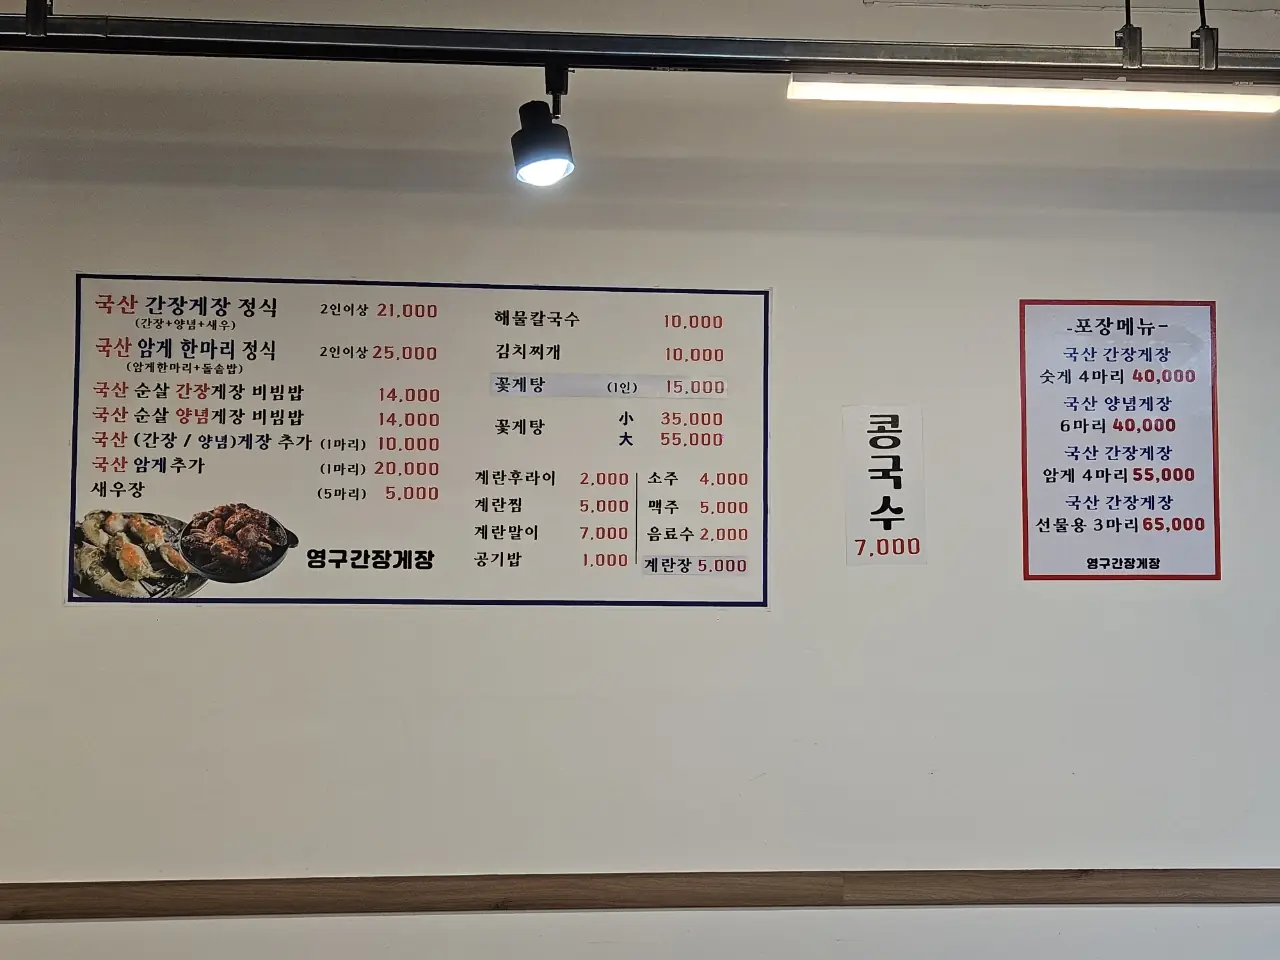 국산 간장게장 정식 2인이상 21,000
(간장+양념+새우)
국산 암게 한마리 정식 2인이상 25,000
(암게한마리+돌솥밥)
국산 순살 간장게장 비빔밥 14,000
국산 순살 양념게장 비빔밥 14,000
국산 (간장 / 양념)게장 추가 (1마리) 10,000
국산 암게추가 (1마리) 20,000
새우장 (5마리) 5,000
영구간장게장
해물칼국수 10,000
김치찌개 10,000
꽃게탕 (1인) 15,000
꽃게탕 小 35,000
大 55,000
계란후라이 2,000
계란찜 5,000
계란말이 7,000
공기밥 1,000
소주 4,000
맥주 5,000
음료수 2,000
계란장 5,000
콩국수
7,000
-포장메뉴-
국산 간장게장
숫게 4마리 40,000
국산 양념게장
6마리 40,000
국산 간장게장
암게 4마리 55,000
국산 간장게장
선물용 3마리 65,000
영구간장게장